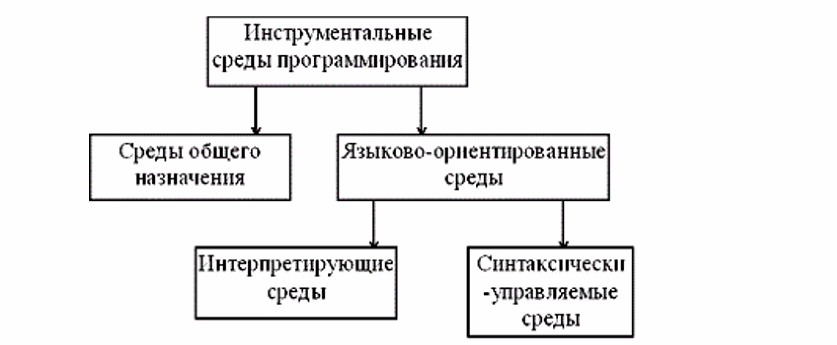 Инструментальные
среды программирования
Среды общего
назначения
Языково-ориентированные
среды
Интерпретирующие
среды
Синтаксически
-управляемые
среды